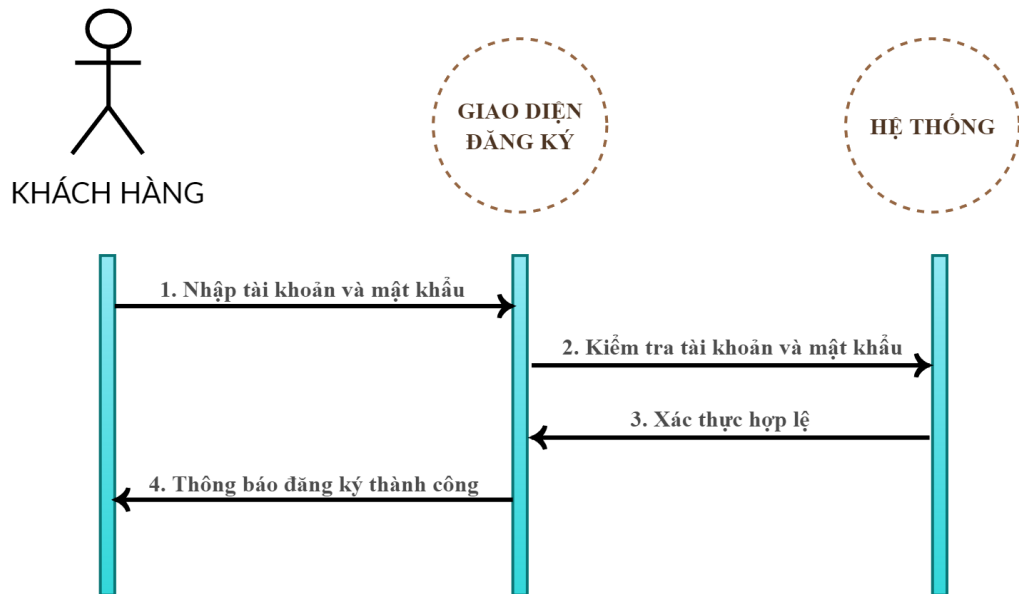 KHÁCH HÀNG
GIAO DIỆN
ĐĂNG KÝ
HỆ THỐNG
1. Nhập tài khoản và mật khẩu
2. Kiểm tra tài khoản và mật khẩu
3. Xác thực hợp lệ
4. Thông báo đăng ký thành công